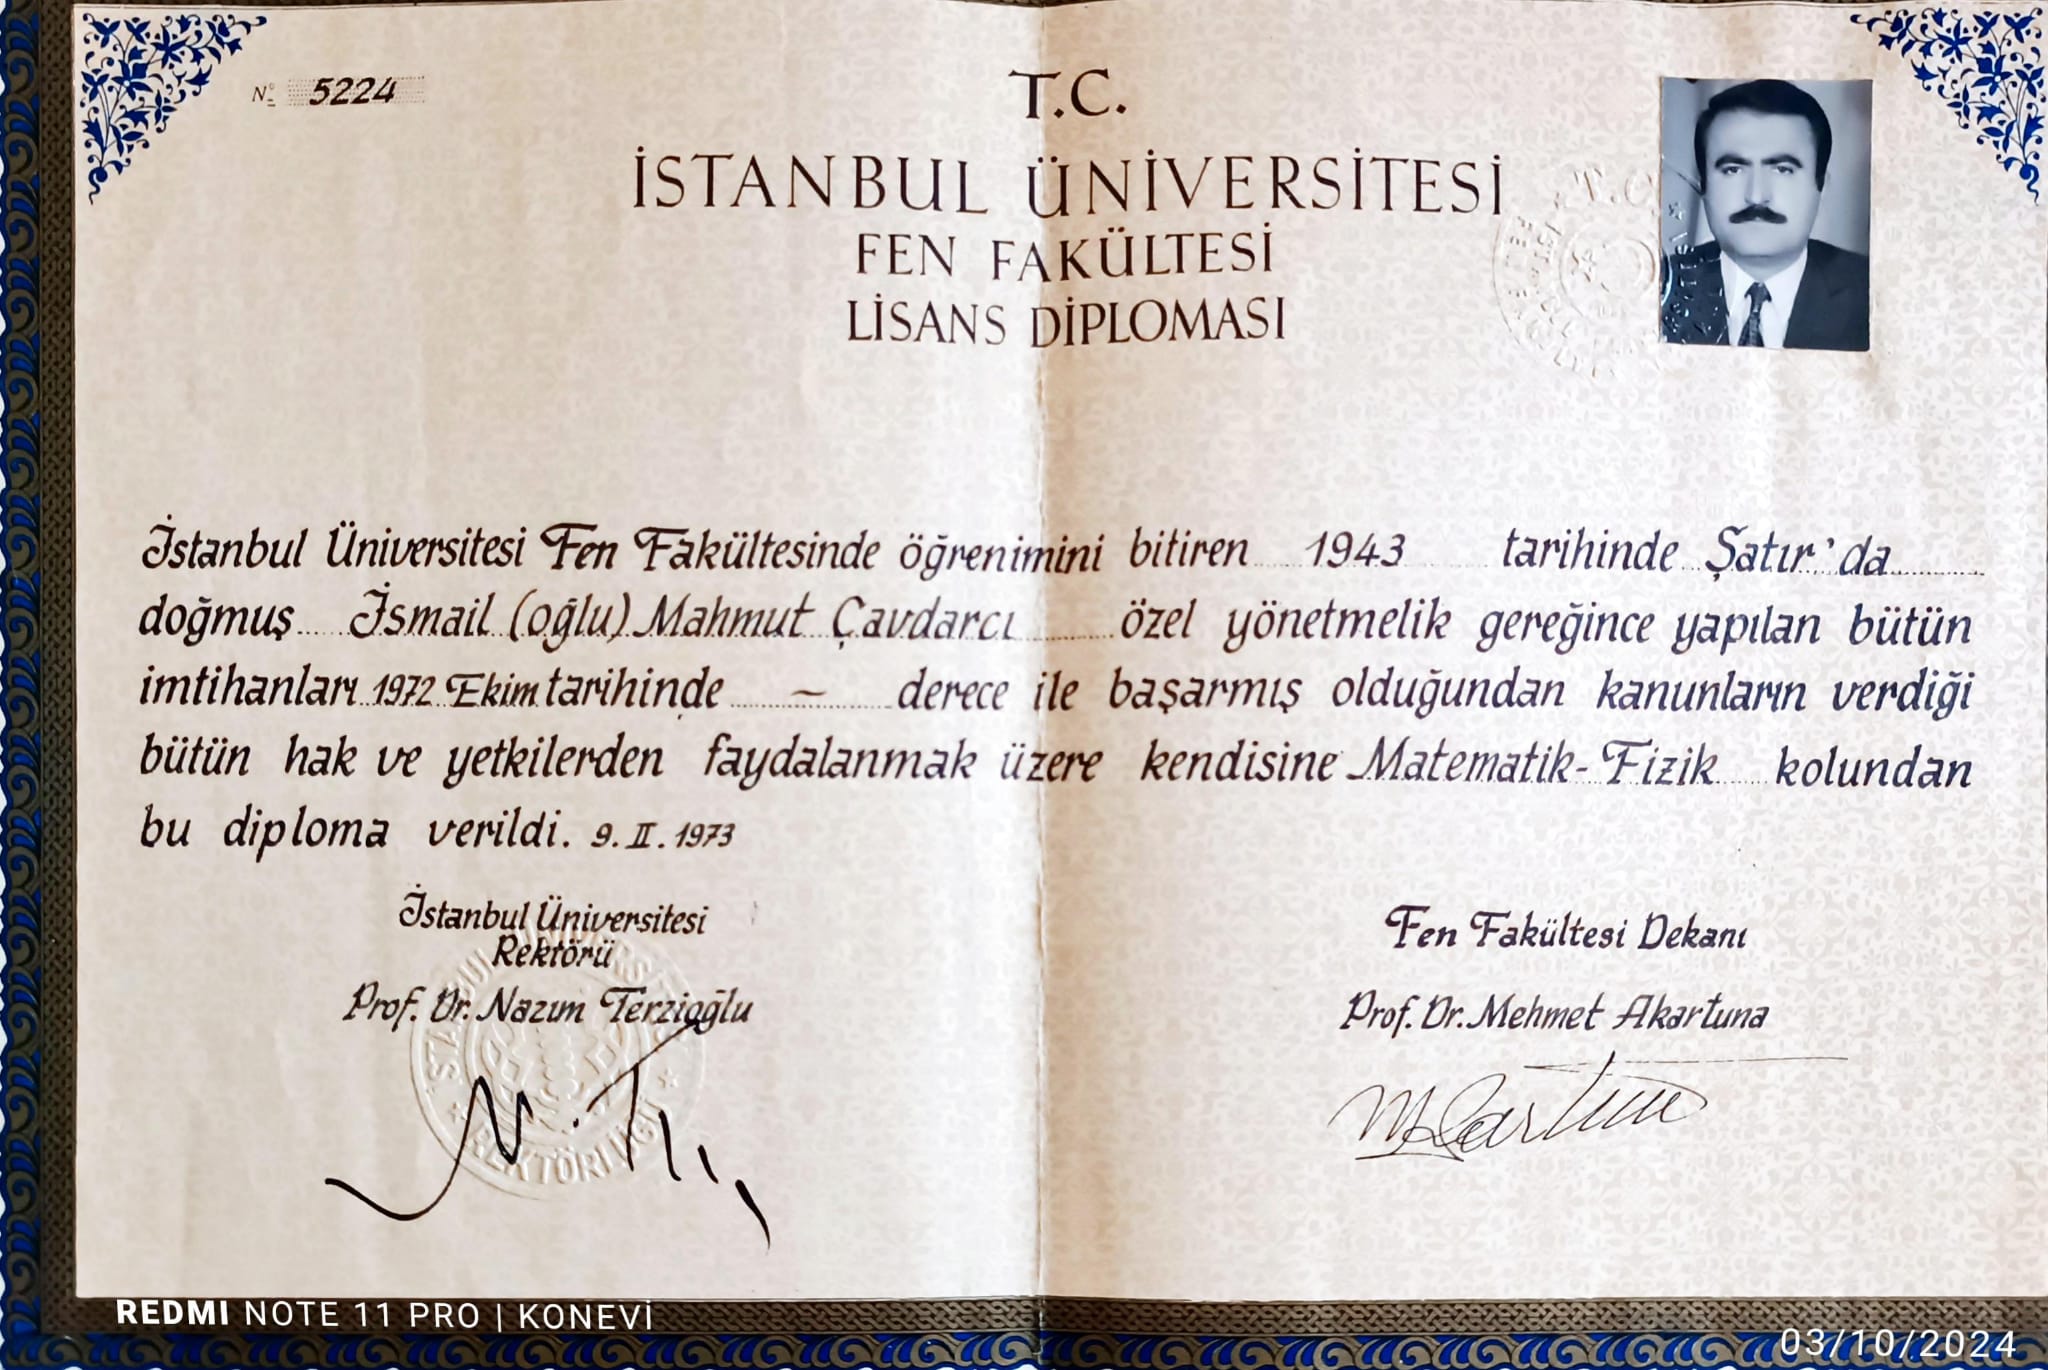 Nº 5224
T.C.
İSTANBUL ÜNİVERSİTESİ
FEN FAKÜLTESİ
LİSANS DİPLOMASI
T.C.
İstanbul Üniversitesi Fen Fakültesinde öğrenimini bitiren 1943 tarihinde Şatır'da
doğmuş İsmail (oğlu) Mahmut Çavdarcı özel yönetmelik gereğince yapılan bütün
imtihanları 1972 Ekim tarihinde — derece ile başarmış olduğundan kanunların verdiği
bütün hak ve yetkilerden faydalanmak üzere kendisine Matematik-Fizik kolundan
bu diploma verildi. 9.II.1973
İstanbul Üniversitesi
Rektörü
Prof. Dr. Nazım Terzioğlu
Fen Fakültesi Dekanı
Prof. Dr. Mehmet Akartuna
REDMI NOTE 11 PRO | KONEVİ
03/10/2024